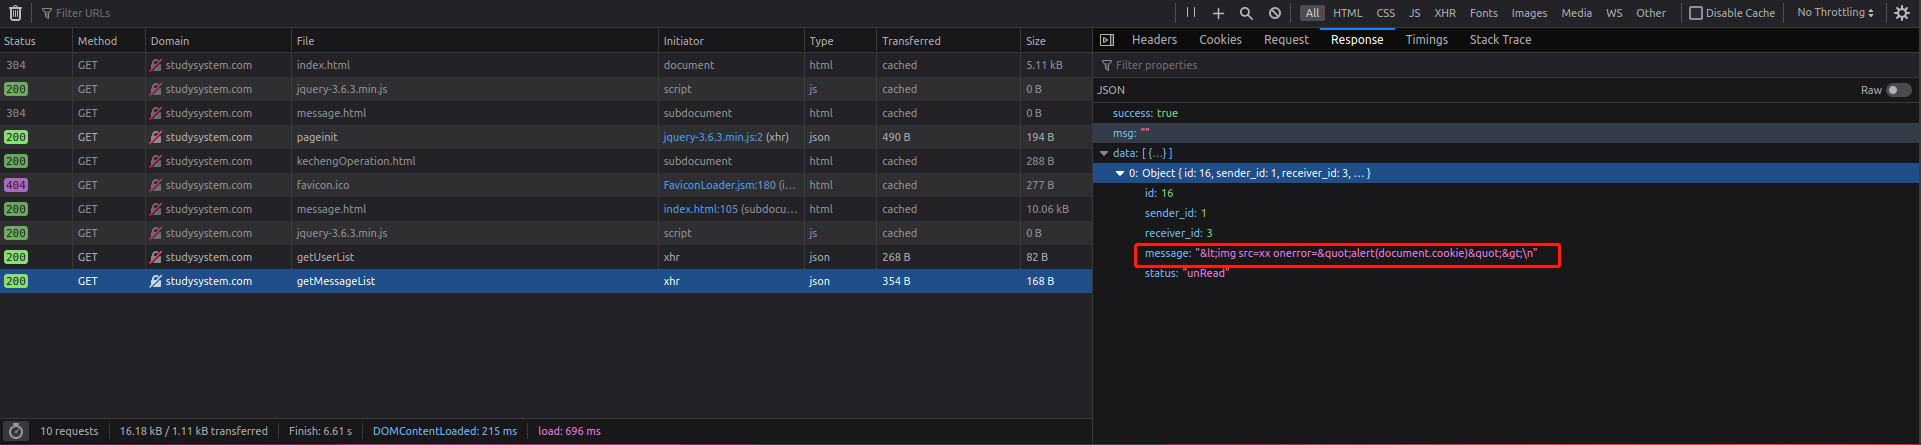 Filter URLs All HTML CSS JS XHR Fonts Images Media WS Other Disable Cache No Throttling
Status Method Domain File Initiator Type Transferred Size
304 GET studysystem.com index.html document html cached 5.11 kB
200 GET studysystem.com jquery-3.6.3.min.js script js cached 0 B
304 GET studysystem.com message.html subdocument html cached 0 B
200 GET studysystem.com pageinit jquery-3.6.3.min.js:2 (xhr) json 490 B 194 B
200 GET studysystem.com kechengOperation.html subdocument html cached 288 B
404 GET studysystem.com favicon.ico FaviconLoader.jsm:180 (i... html cached 277 B
200 GET studysystem.com message.html index.html:105 (subdocu... html cached 10.06 kB
200 GET studysystem.com jquery-3.6.3.min.js script js cached 0 B
200 GET studysystem.com getUserList xhr json 268 B 82 B
200 GET studysystem.com getMessageList xhr json 354 B 168 B
10 requests 16.18 kB / 1.11 kB transferred Finish: 6.61 s DOMContentLoaded: 215 ms load: 696 ms
Headers Cookies Request Response Timings Stack Trace
Filter properties
JSON Raw
success: true
msg: ""
data: [ {...} ]
0: Object { id: 16, sender_id: 1, receiver_id: 3, ... }
id: 16
sender_id: 1
receiver_id: 3
message: "&lt;img src=xx onerror=&quot;alert(document.cookie)&quot;&gt;\n"
status: "unRead"